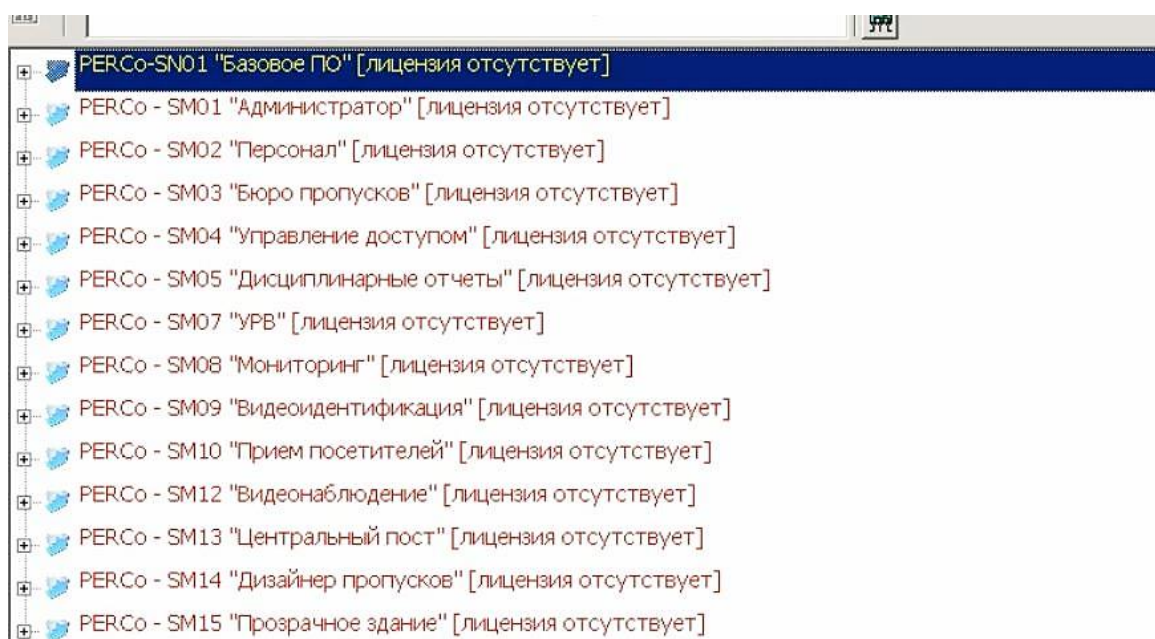 PERCo-SN01 "Базовое ПО" [лицензия отсутствует]
PERCo - SM01 "Администратор" [лицензия отсутствует]
PERCo - SM02 "Персонал" [лицензия отсутствует]
PERCo - SM03 "Бюро пропусков" [лицензия отсутствует]
PERCo - SM04 "Управление доступом" [лицензия отсутствует]
PERCo - SM05 "Дисциплинарные отчеты" [лицензия отсутствует]
PERCo - SM07 "УРВ" [лицензия отсутствует]
PERCo - SM08 "Мониторинг" [лицензия отсутствует]
PERCo - SM09 "Видеоидентификация" [лицензия отсутствует]
PERCo - SM10 "Прием посетителей" [лицензия отсутствует]
PERCo - SM12 "Видеонаблюдение" [лицензия отсутствует]
PERCo - SM13 "Центральный пост" [лицензия отсутствует]
PERCo - SM14 "Дизайнер пропусков" [лицензия отсутствует]
PERCo - SM15 "Прозрачное здание" [лицензия отсутствует]